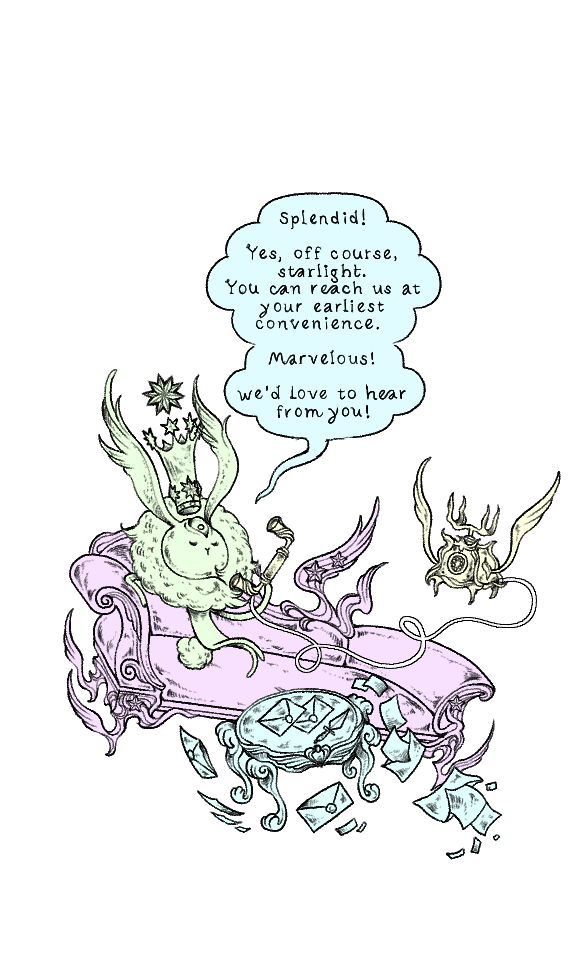 Splendid!
Yes, off course,
starlight.
You can reach us at
your earliest
convenience.
Marvelous!
we'd love to hear
from you!